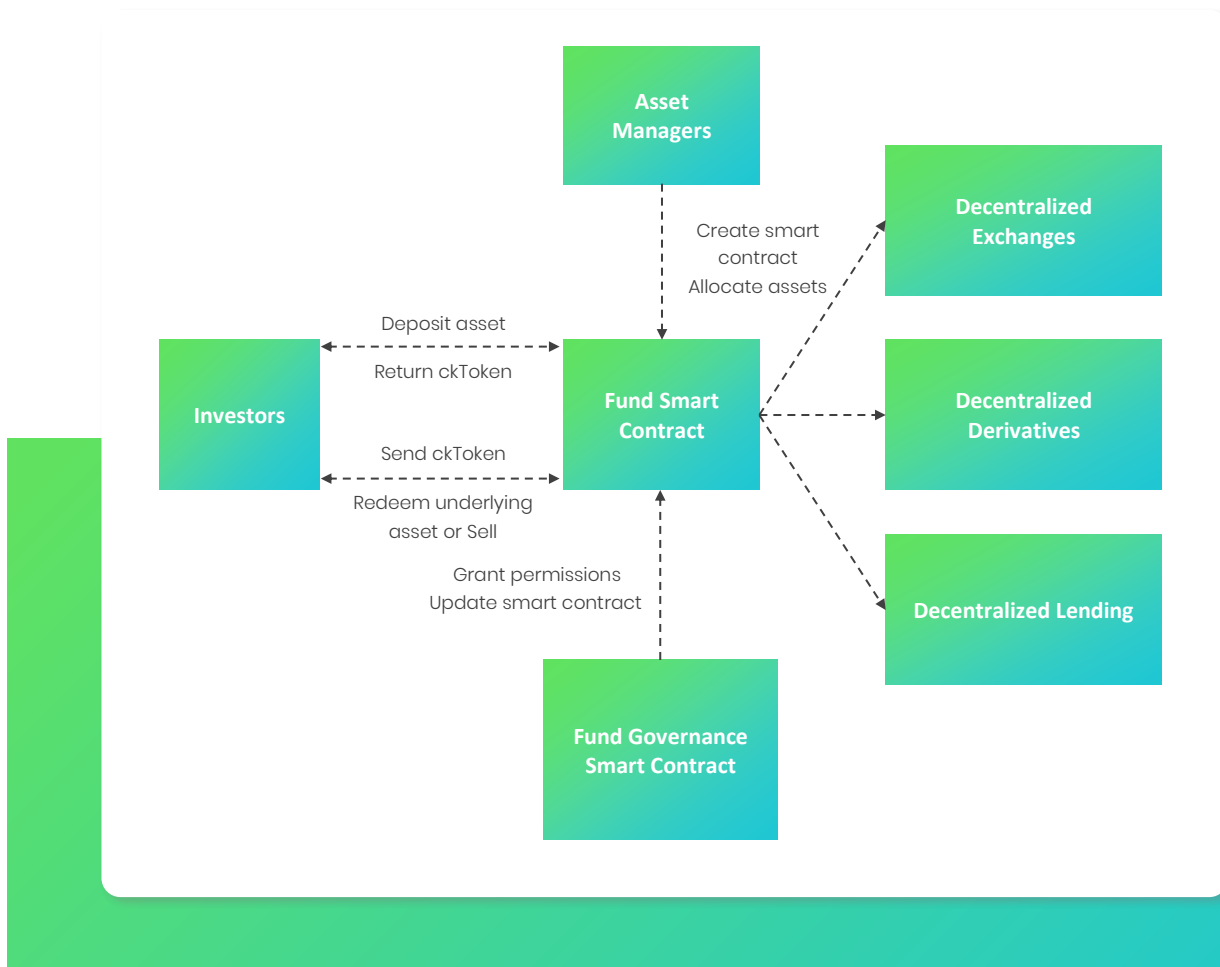 Asset
Managers
Decentralized
Exchanges
Create smart
contract
Allocate assets
Deposit asset
Return ckToken
Investors
Fund Smart
Contract
Decentralized
Derivatives
Send ckToken
Redeem underlying
asset or Sell
Grant permissions
Update smart contract
Decentralized Lending
Fund Governance
Smart Contract